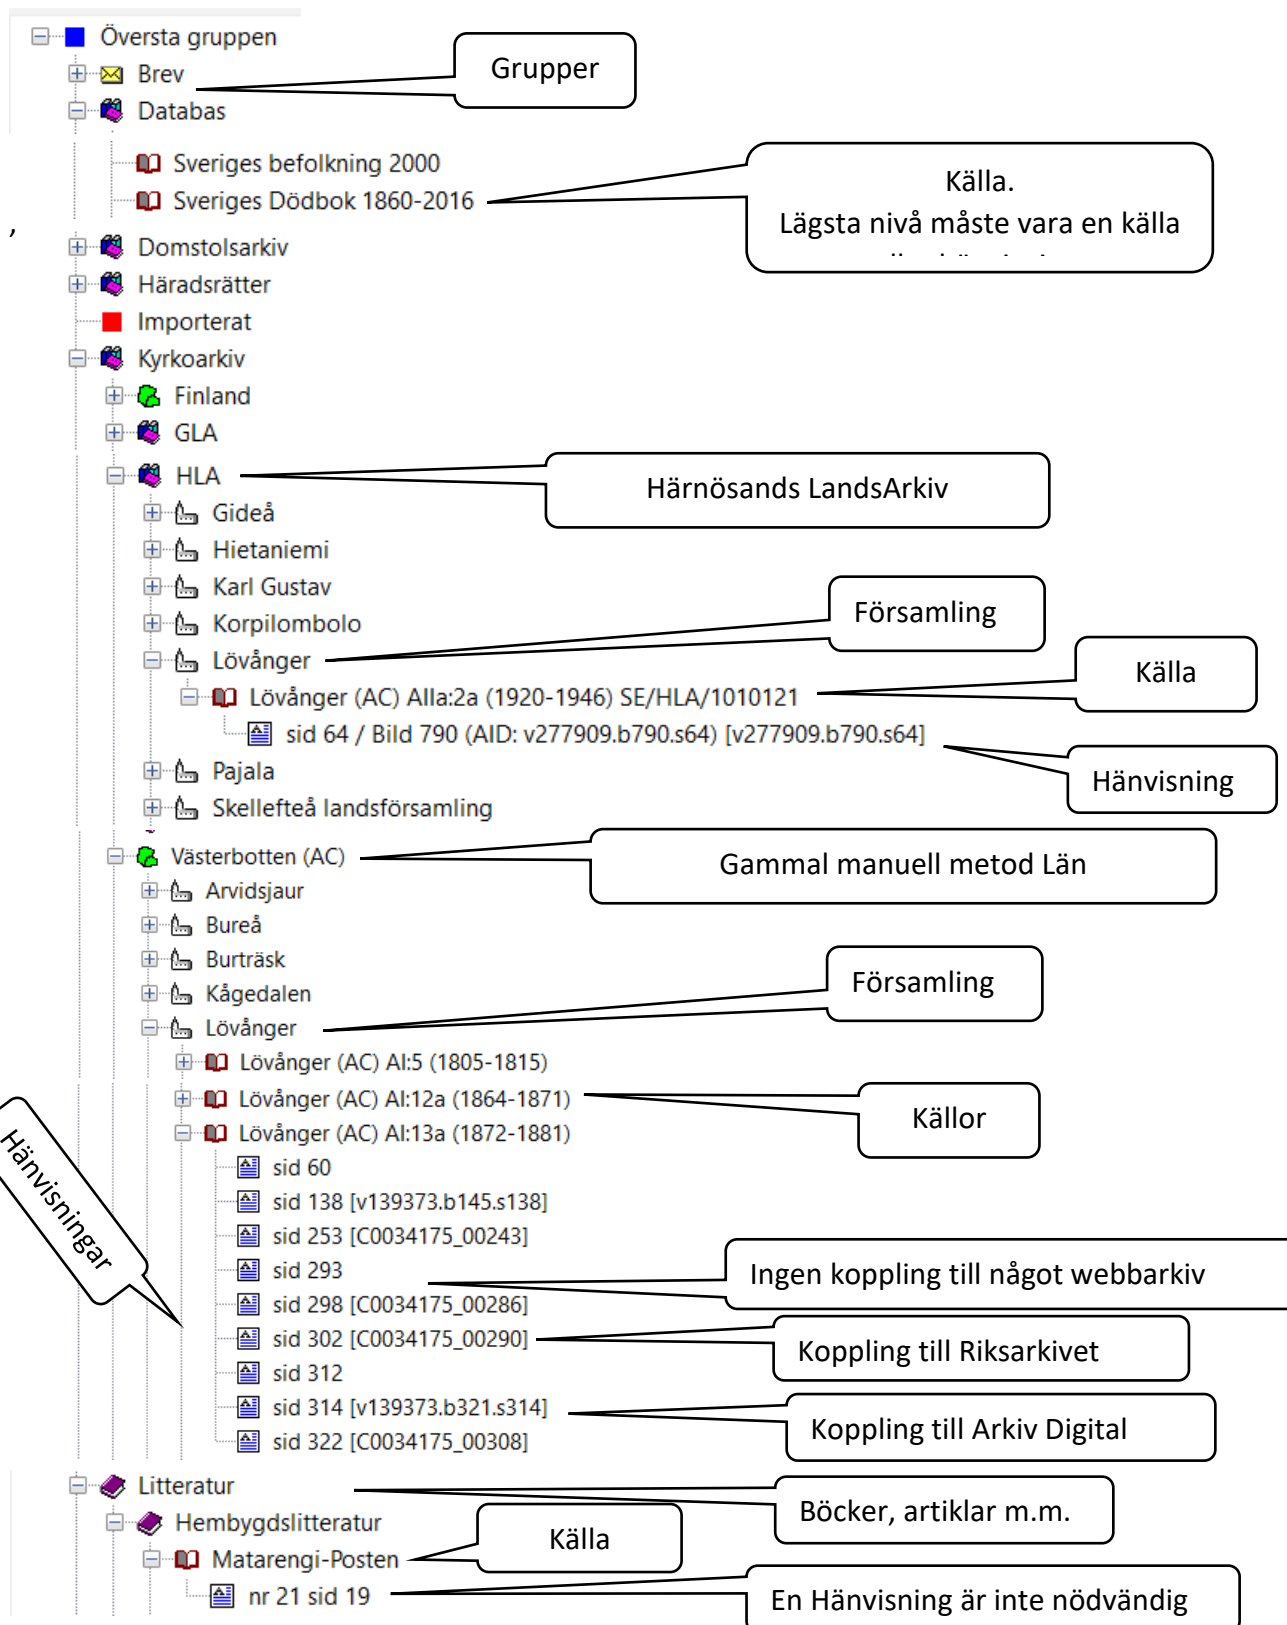 Översta gruppen
Brev
Grupper
Databas
Sveriges befolkning 2000
Sveriges Dödbok 1860-2016
Källa.
Lägsta nivå måste vara en källa
,
Domstolsarkiv
Häradsrätter
Importerat
Kyrkoarkiv
Finland
GLA
HLA
Härnösands LandsArkiv
Gideå
Hietaniemi
Karl Gustav
Korpilombolo
Församling
Lövånger
Källa
Lövånger (AC) AIIa:2a (1920-1946) SE/HLA/1010121
sid 64 / Bild 790 (AID: v277909.b790.s64) [v277909.b790.s64]
Hänvisning
Pajala
Skellefteå landsförsamling
Västerbotten (AC)
Gammal manuell metod Län
Arvidsjaur
Bureå
Burträsk
Kågedalen
Församling
Lövånger
Lövånger (AC) AI:5 (1805-1815)
Lövånger (AC) AI:12a (1864-1871)
Källor
Lövånger (AC) AI:13a (1872-1881)
Hänvisningar
sid 60
sid 138 [v139373.b145.s138]
sid 253 [C0034175_00243]
sid 293
Ingen koppling till något webbarkiv
sid 298 [C0034175_00286]
sid 302 [C0034175_00290]
Koppling till Riksarkivet
sid 312
sid 314 [v139373.b321.s314]
Koppling till Arkiv Digital
sid 322 [C0034175_00308]
Litteratur
Böcker, artiklar m.m.
Hembygdslitteratur
Källa
Matarengi-Posten
nr 21 sid 19
En Hänvisning är inte nödvändig